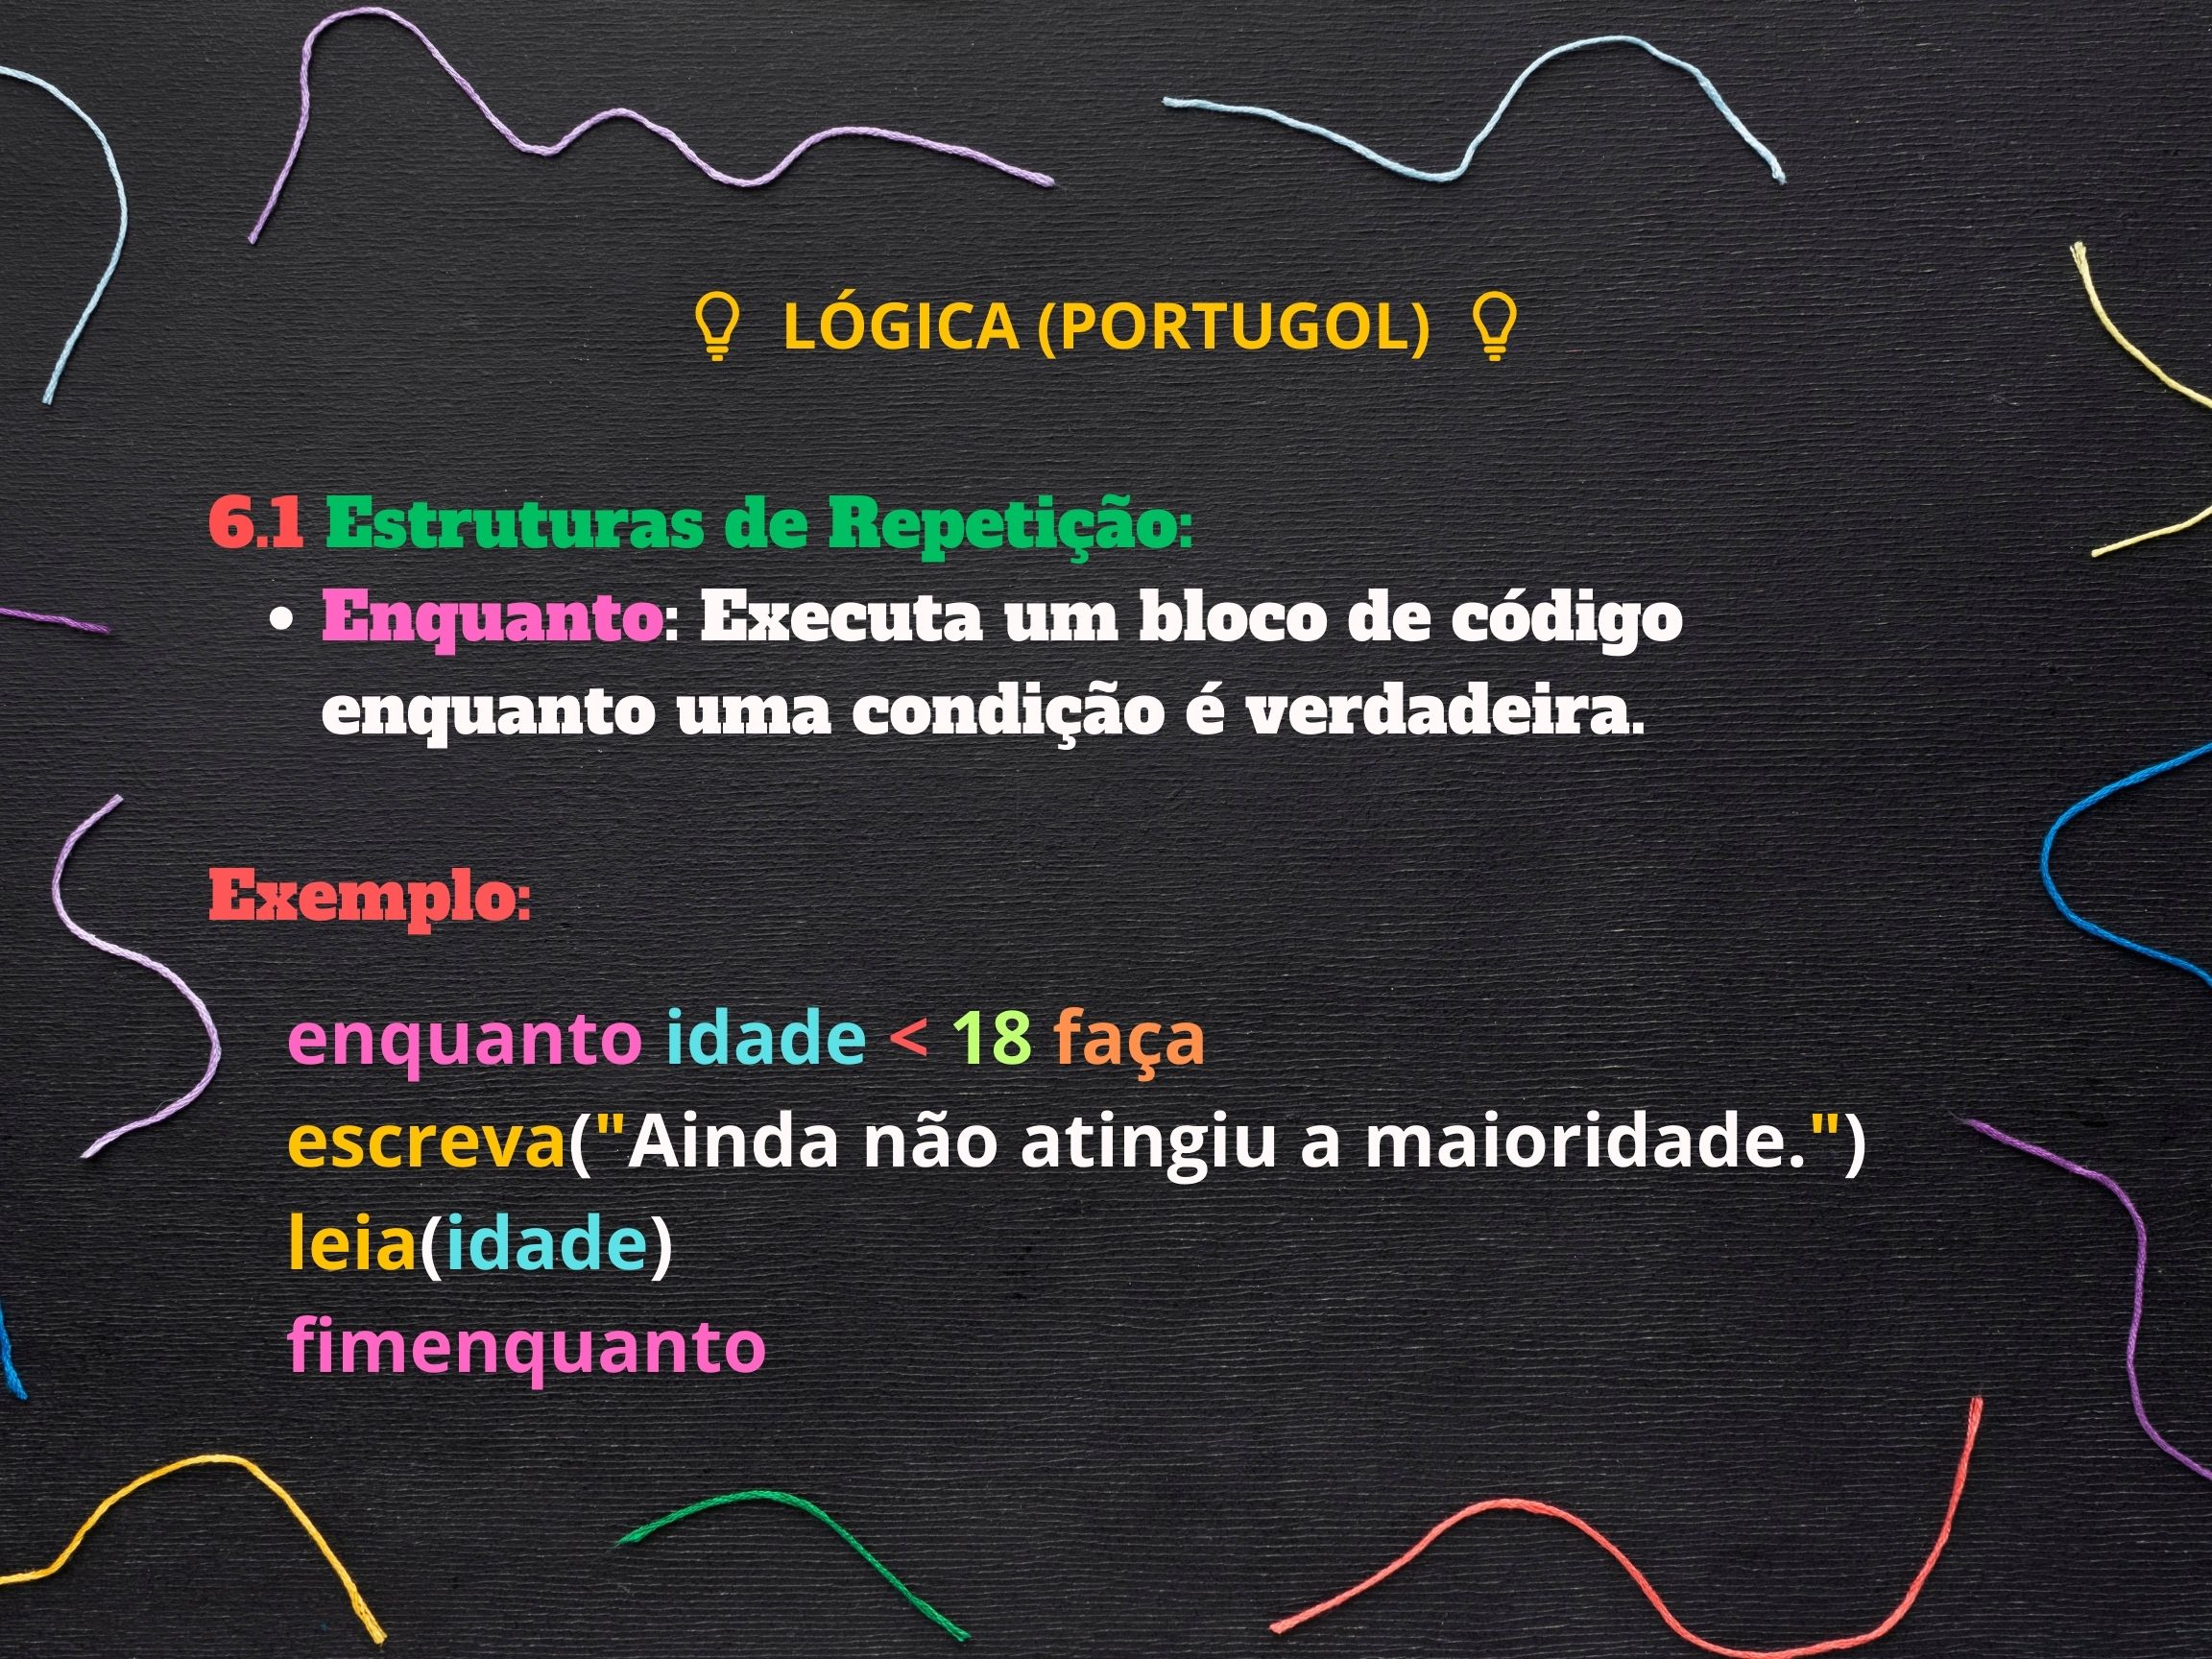 LÓGICA (PORTUGOL)
6.1 Estruturas de Repetição:
• Enquanto: Executa um bloco de código
enquanto uma condição é verdadeira.
Exemplo:
enquanto idade < 18 faça
escreva("Ainda não atingiu a maioridade.")
leia(idade)
fimenquanto